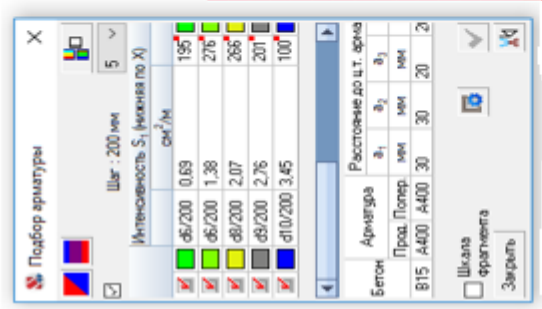 Подбор арматуры
Шаг : 200 мм
5
Интенсивность S₁ (нижняя по X)
см²/м
d6/200 0,69 195
d6/200 1,38 276
d8/200 2,07 266
d9/200 2,76 201
d10/200 3,45 100
Бетон Арматура Расстояние до ц.т. арма
Прод. Попер. a₁ a₂ a₃
мм мм мм
B15 A400 A400 30 30 20
Шкала
фрагмента
Закрыть